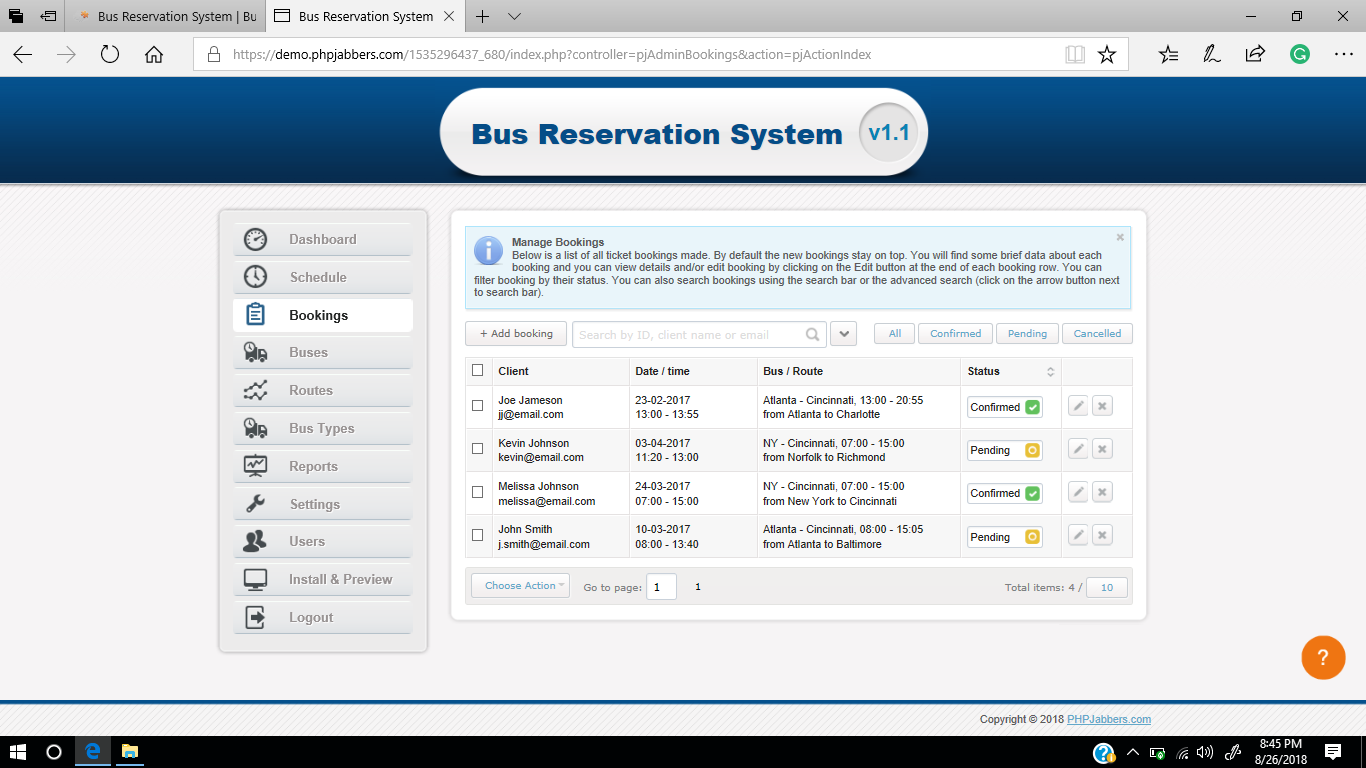 Bus Reservation System | Bu
Bus Reservation System
https://demo.phpjabbers.com/1535296437_680/index.php?controller=pjAdminBookings&action=pjActionIndex
Bus Reservation System
v1.1
Dashboard
Schedule
Bookings
Buses
Routes
Bus Types
Reports
Settings
Users
Install & Preview
Logout
Manage Bookings
Below is a list of all ticket bookings made. By default the new bookings stay on top. You will find some brief data about each
booking and you can view details and/or edit booking by clicking on the Edit button at the end of each booking row. You can
filter booking by their status. You can also search bookings using the search bar or the advanced search (click on the arrow button next
to search bar).
+ Add booking
Search by ID, client name or email
All
Confirmed
Pending
Cancelled
Client Date / time Bus / Route Status
Joe Jameson 23-02-2017 Atlanta - Cincinnati, 13:00 - 20:55 Confirmed
jj@email.com 13:00 - 13:55 from Atlanta to Charlotte
Kevin Johnson 03-04-2017 NY - Cincinnati, 07:00 - 15:00 Pending
kevin@email.com 11:20 - 13:00 from Norfolk to Richmond
Melissa Johnson 24-03-2017 NY - Cincinnati, 07:00 - 15:00 Confirmed
melissa@email.com 07:00 - 15:00 from New York to Cincinnati
John Smith 10-03-2017 Atlanta - Cincinnati, 08:00 - 15:05 Pending
j.smith@email.com 08:00 - 13:40 from Atlanta to Baltimore
Choose Action Go to page: 1 1 Total items: 4 / 10
?
Copyright © 2018 PHPJabbers.com
8:45 PM
8/26/2018